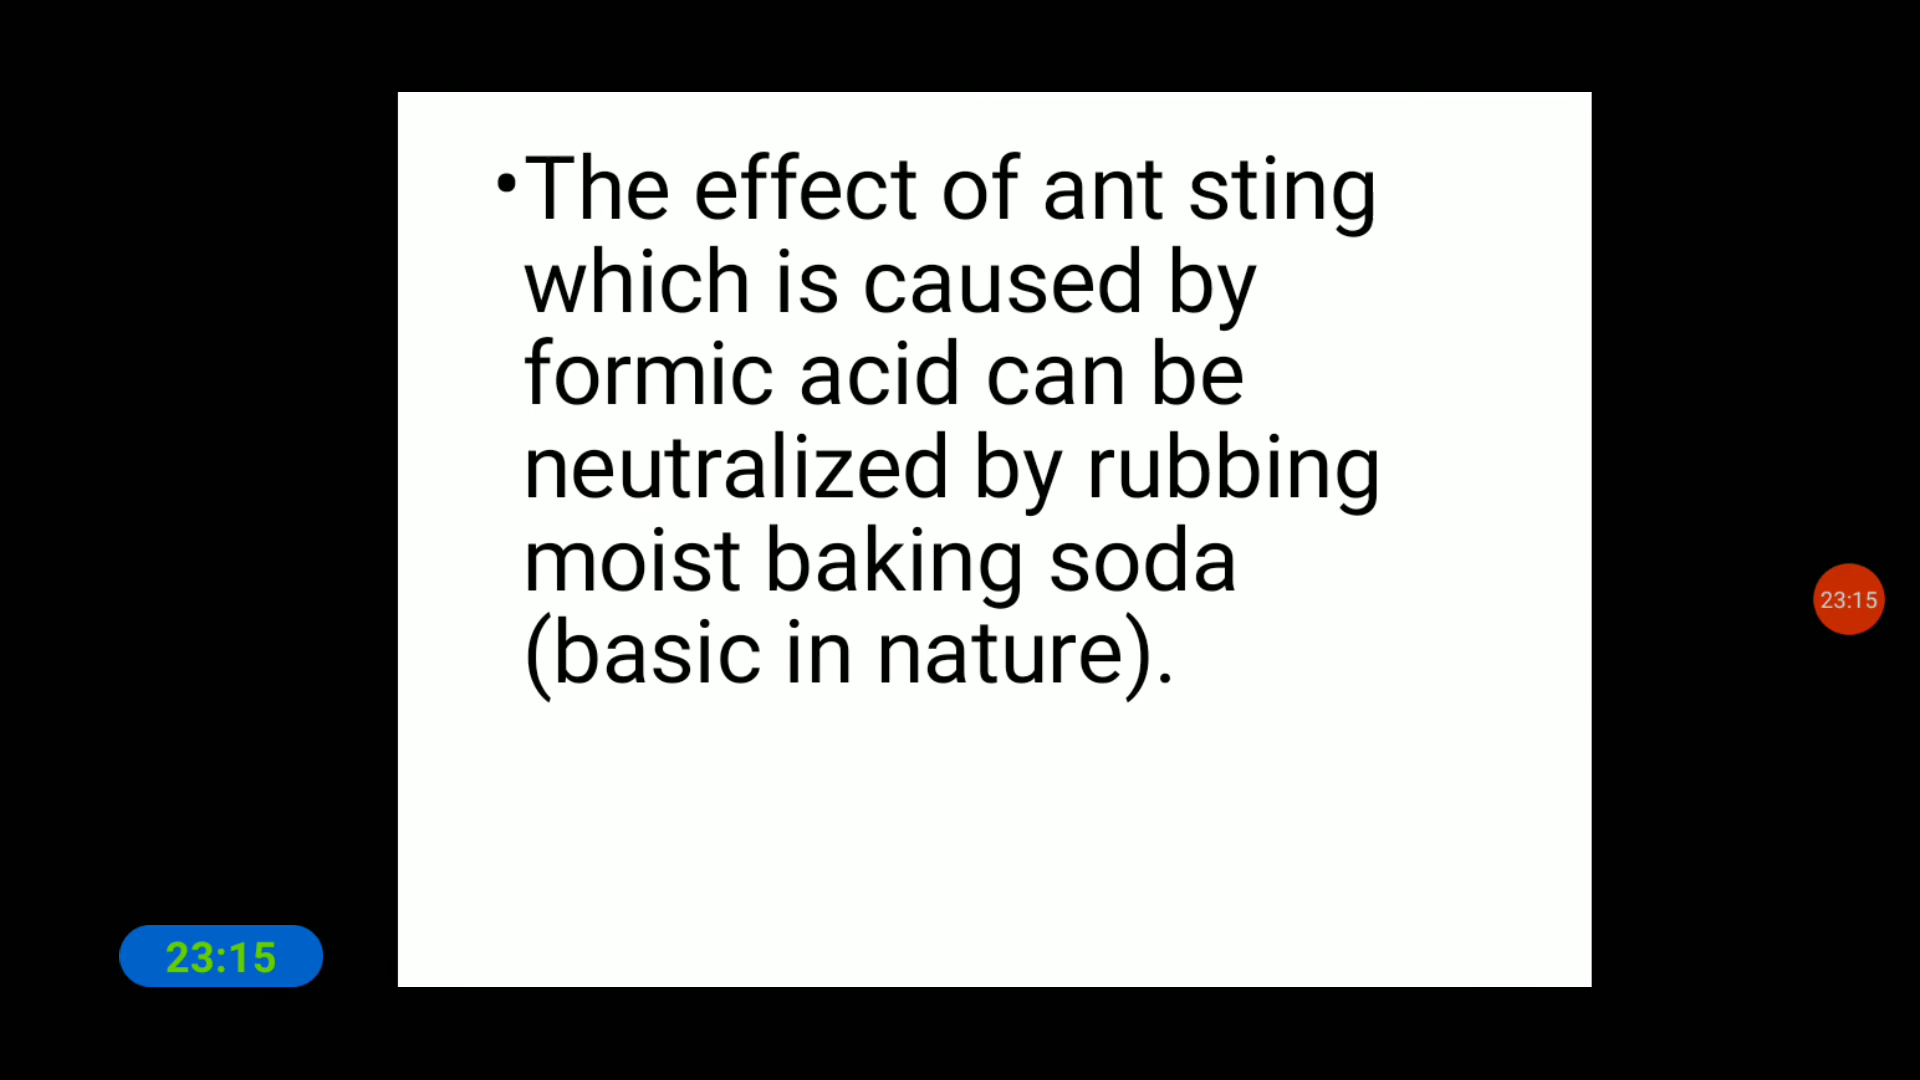 •The effect of ant sting
which is caused by
formic acid can be
neutralized by rubbing
moist baking soda
(basic in nature).
23:15
23:15